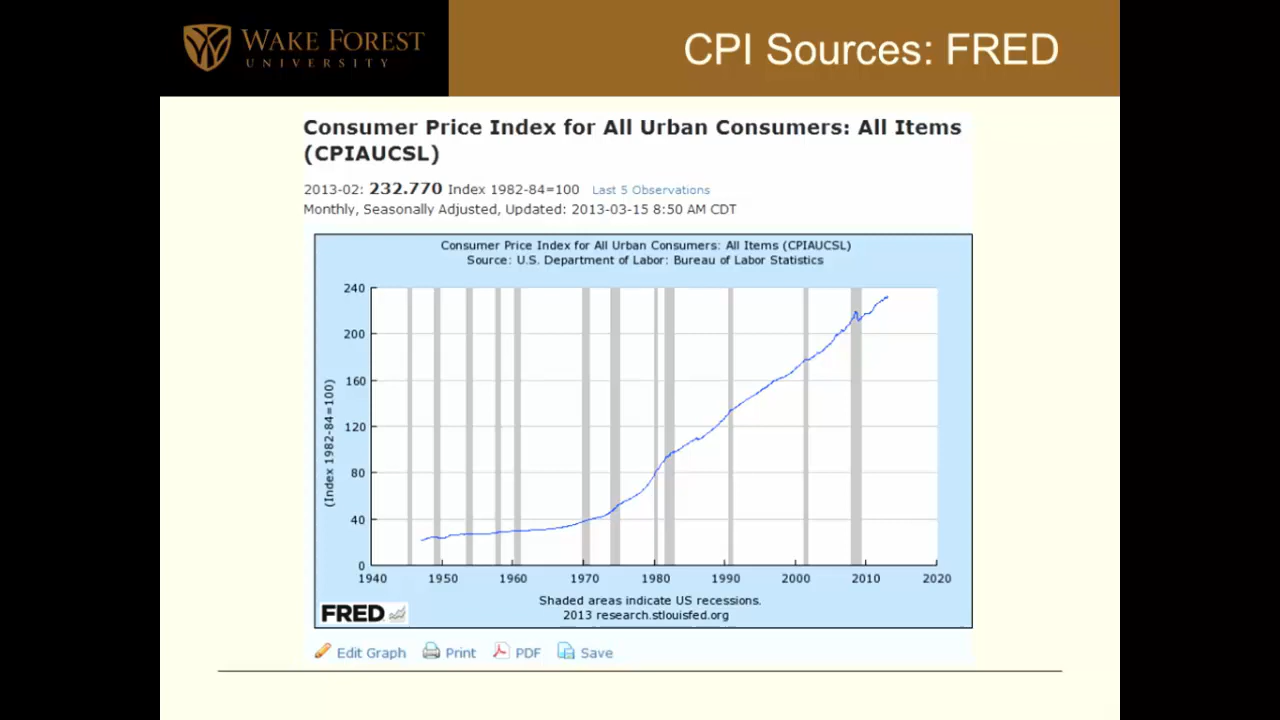 WAKE FOREST
UNIVERSITY
CPI Sources: FRED
Consumer Price Index for All Urban Consumers: All Items
(CPIAUCSL)
2013-02: 232.770 Index 1982-84=100 Last 5 Observations
Monthly, Seasonally Adjusted, Updated: 2013-03-15 8:50 AM CDT
Consumer Price Index for All Urban Consumers: All Items (CPIAUCSL)
Source: U.S. Department of Labor: Bureau of Labor Statistics
(Index 1982-84=100)
240
200
160
120
80
40
0
1940 1950 1960 1970 1980 1990 2000 2010 2020
Shaded areas indicate US recessions.
2013 research.stlouisfed.org
FRED
Edit Graph Print PDF Save